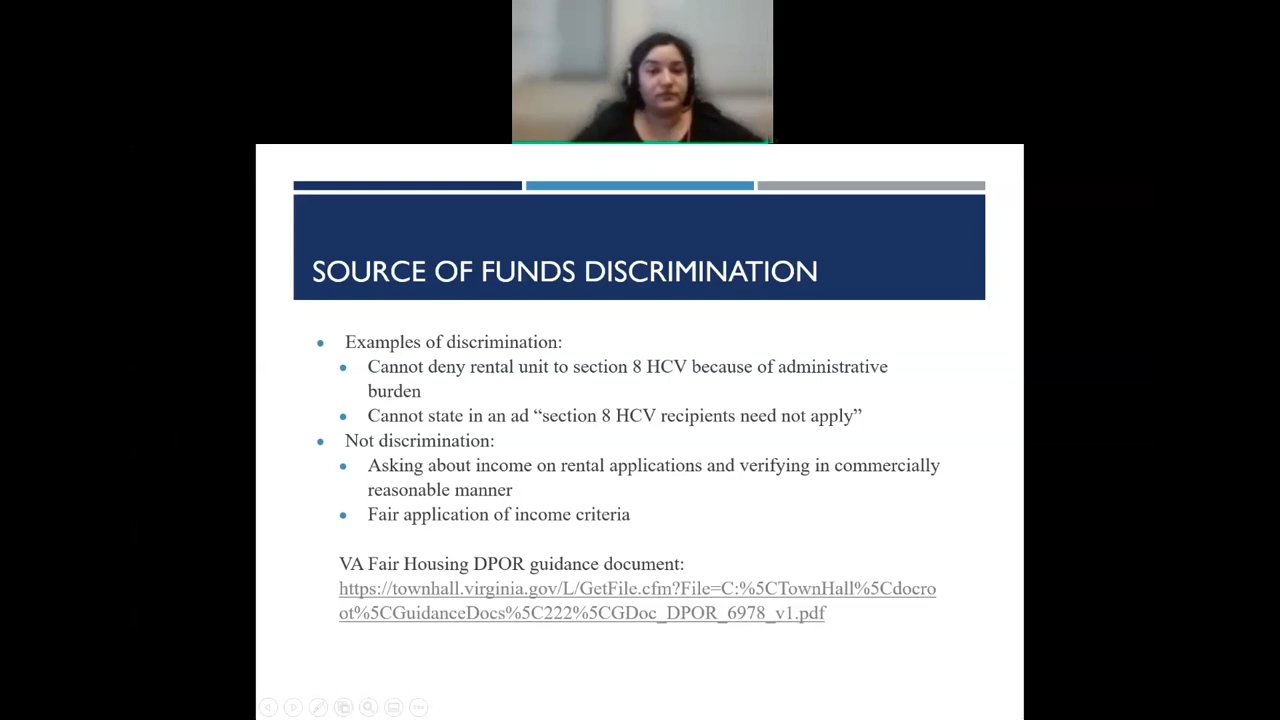 SOURCE OF FUNDS DISCRIMINATION
Examples of discrimination:
Cannot deny rental unit to section 8 HCV because of administrative
burden
Cannot state in an ad “section 8 HCV recipients need not apply”
Not discrimination:
Asking about income on rental applications and verifying in commercially
reasonable manner
Fair application of income criteria
VA Fair Housing DPOR guidance document:
https://townhall.virginia.gov/L/GetFile.cfm?File=C:%5CTownHall%5Cdocro
ot%5CGuidanceDocs%5C222%5CGDoc_DPOR_6978_v1.pdf